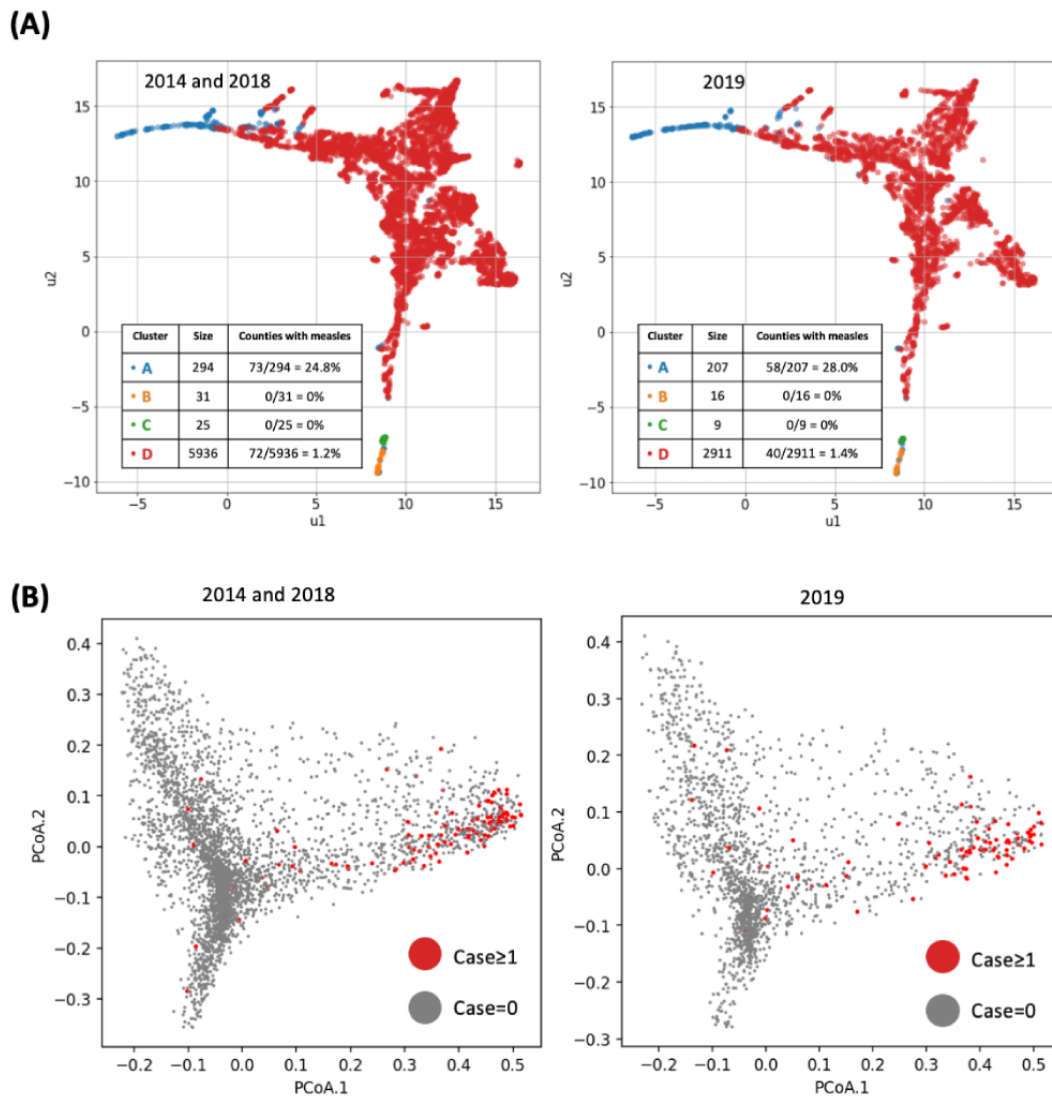 (A)
2014 and 2018
2019
15
10
5
0
−5
−10
u2
Cluster Size Counties with measles
A 294 73/294 = 24.8%
B 31 0/31 = 0%
C 25 0/25 = 0%
D 5936 72/5936 = 1.2%
−5 0 5 10 15
u1
15
10
5
0
−5
−10
u2
Cluster Size Counties with measles
A 207 58/207 = 28.0%
B 16 0/16 = 0%
C 9 0/9 = 0%
D 2911 40/2911 = 1.4%
−5 0 5 10 15
u1
(B)
2014 and 2018
2019
0.4
0.3
0.2
0.1
0.0
−0.1
−0.2
−0.3
PCoA.2
Case≥1
Case=0
−0.2 −0.1 0.0 0.1 0.2 0.3 0.4 0.5
PCoA.1
0.4
0.3
0.2
0.1
0.0
−0.1
−0.2
−0.3
PCoA.2
Case≥1
Case=0
−0.2 −0.1 0.0 0.1 0.2 0.3 0.4 0.5
PCoA.1